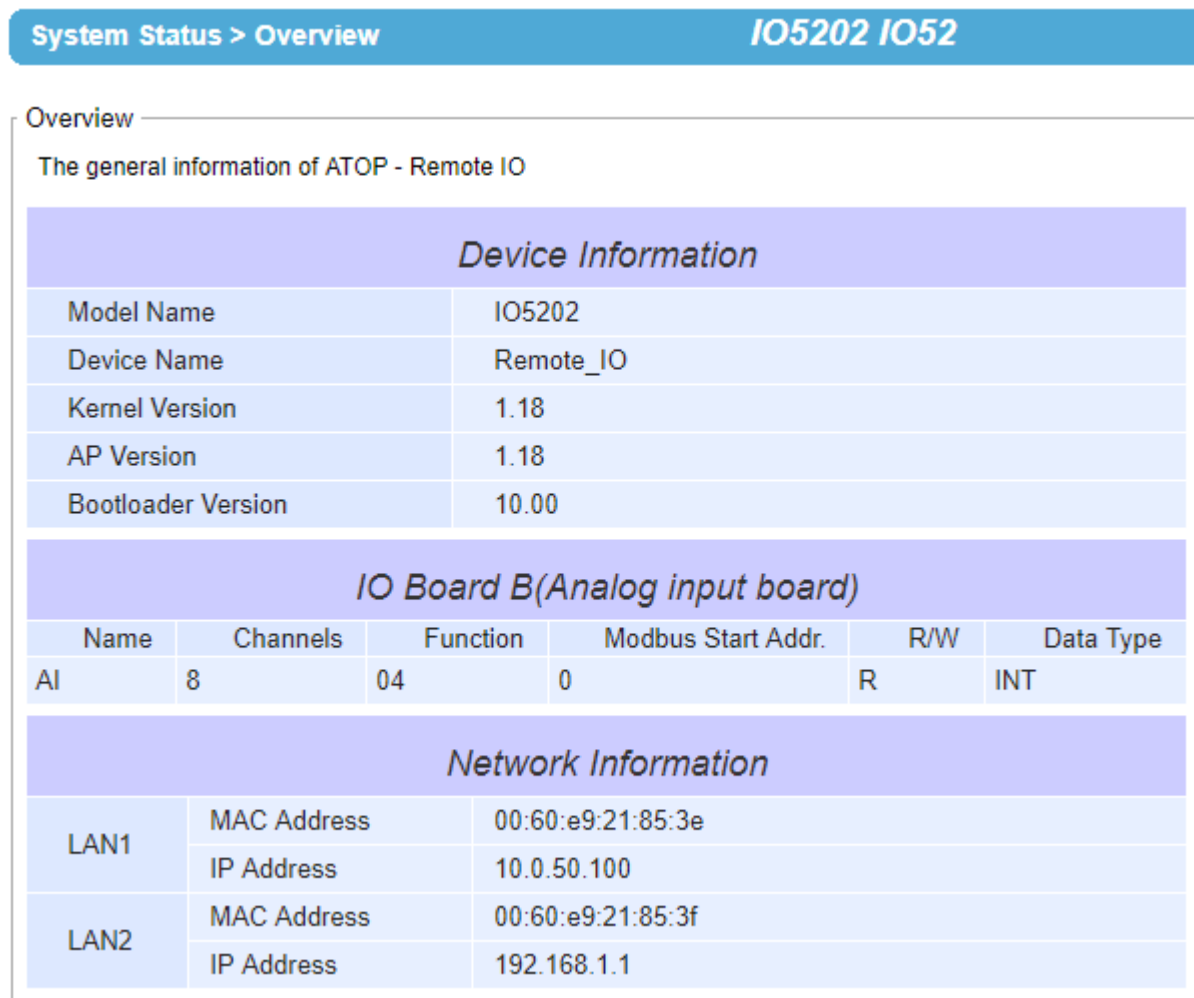 System Status > Overview IO5202 IO52
Overview
The general information of ATOP - Remote IO
Device Information
Model Name IO5202
Device Name Remote_IO
Kernel Version 1.18
AP Version 1.18
Bootloader Version 10.00
IO Board B(Analog input board)
Name Channels Function Modbus Start Addr. R/W Data Type
AI 8 04 0 R INT
Network Information
LAN1
MAC Address 00:60:e9:21:85:3e
IP Address 10.0.50.100
LAN2
MAC Address 00:60:e9:21:85:3f
IP Address 192.168.1.1